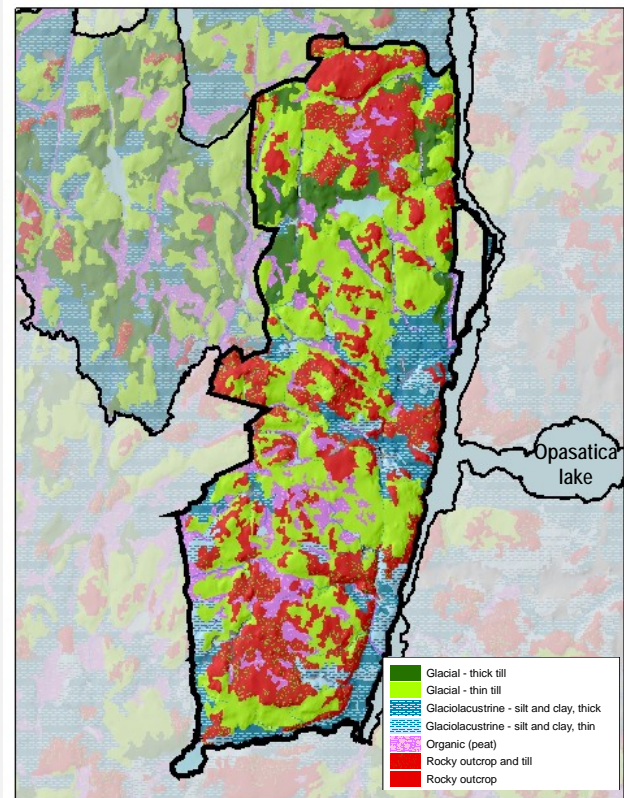 Opasatica
lake
Glacial - thick till
Glacial - thin till
Glaciolacustrine - silt and clay, thick
Glaciolacustrine - silt and clay, thin
Organic (peat)
Rocky outcrop and till
Rocky outcrop